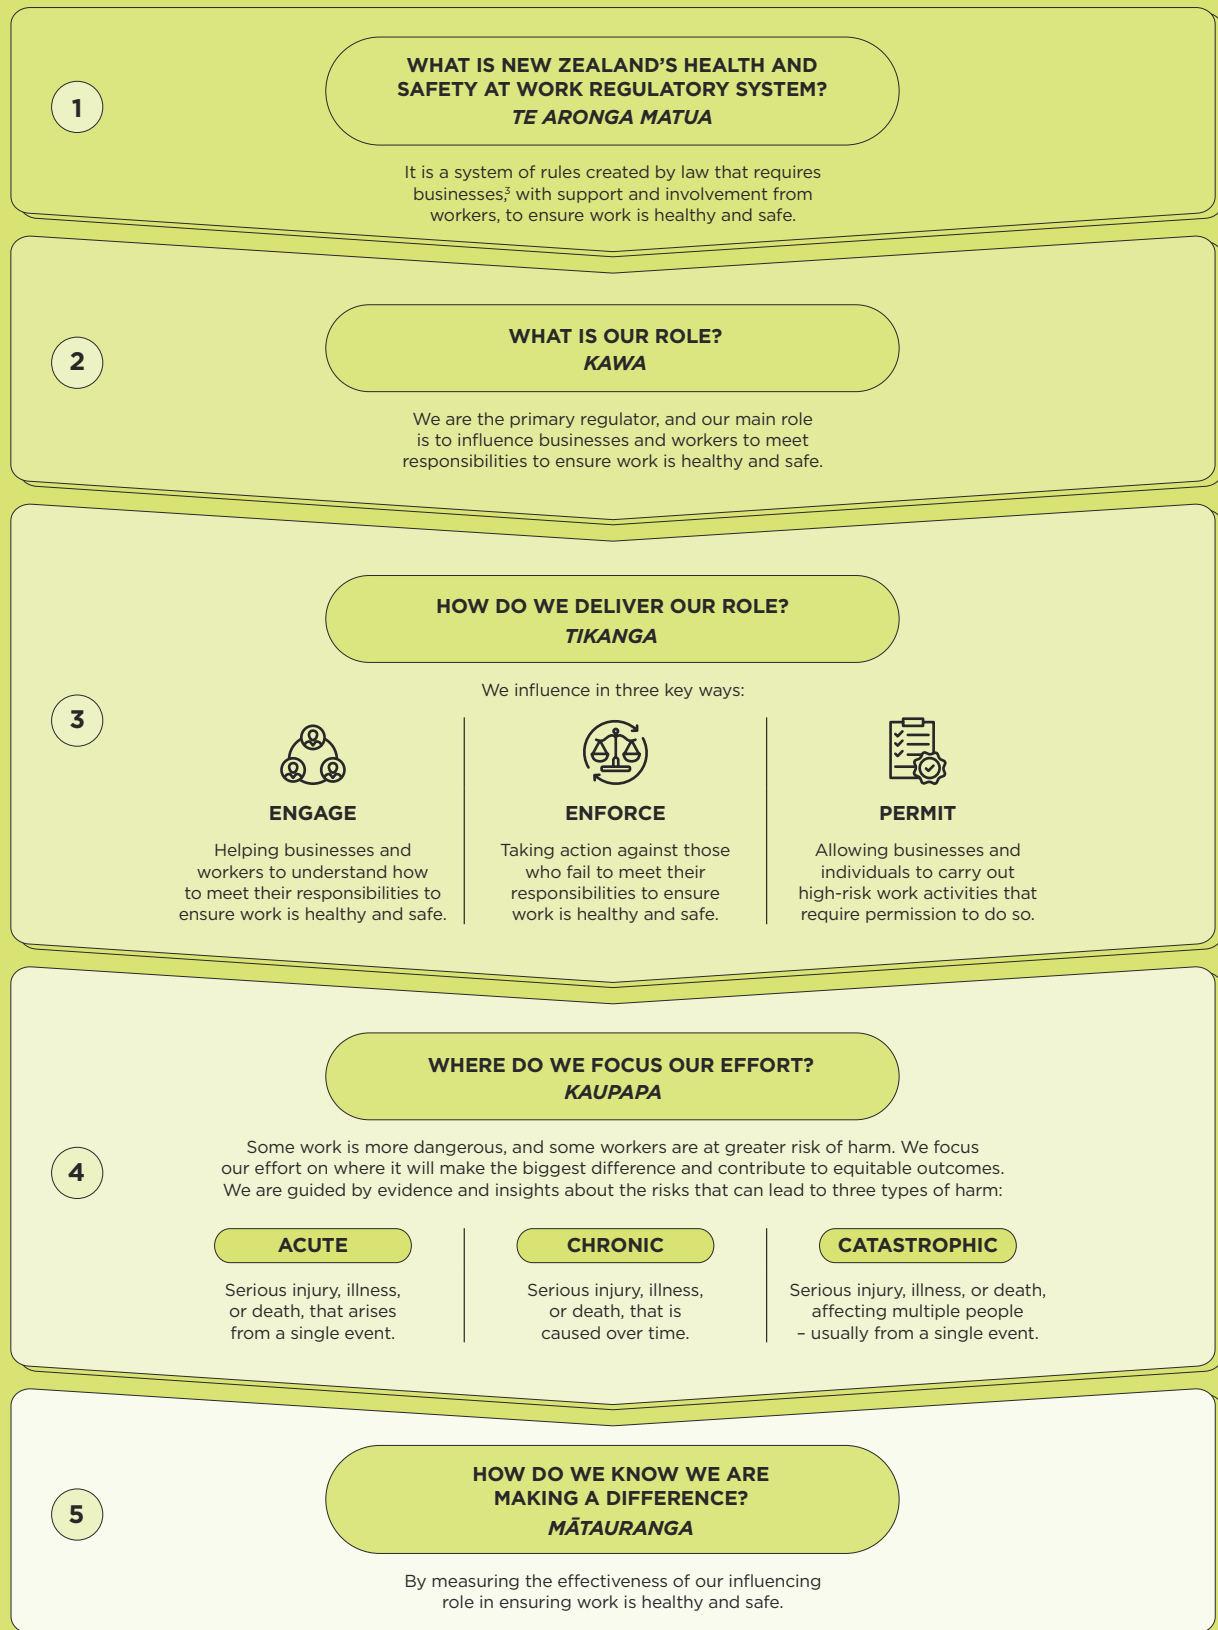 1
WHAT IS NEW ZEALAND’S HEALTH AND
SAFETY AT WORK REGULATORY SYSTEM?
TE ARONGA MATUA
It is a system of rules created by law that requires
businesses,³ with support and involvement from
workers, to ensure work is healthy and safe.
2
WHAT IS OUR ROLE?
KAWA
We are the primary regulator, and our main role
is to influence businesses and workers to meet
responsibilities to ensure work is healthy and safe.
3
HOW DO WE DELIVER OUR ROLE?
TIKANGA
We influence in three key ways:
ENGAGE
Helping businesses and
workers to understand how
to meet their responsibilities to
ensure work is healthy and safe.
ENFORCE
Taking action against those
who fail to meet their
responsibilities to ensure
work is healthy and safe.
PERMIT
Allowing businesses and
individuals to carry out
high-risk work activities that
require permission to do so.
4
WHERE DO WE FOCUS OUR EFFORT?
KAUPAPA
Some work is more dangerous, and some workers are at greater risk of harm. We focus
our effort on where it will make the biggest difference and contribute to equitable outcomes.
We are guided by evidence and insights about the risks that can lead to three types of harm:
ACUTE
Serious injury, illness,
or death, that arises
from a single event.
CHRONIC
Serious injury, illness,
or death, that is
caused over time.
CATASTROPHIC
Serious injury, illness, or death,
affecting multiple people
– usually from a single event.
5
HOW DO WE KNOW WE ARE
MAKING A DIFFERENCE?
MĀTAURANGA
By measuring the effectiveness of our influencing
role in ensuring work is healthy and safe.